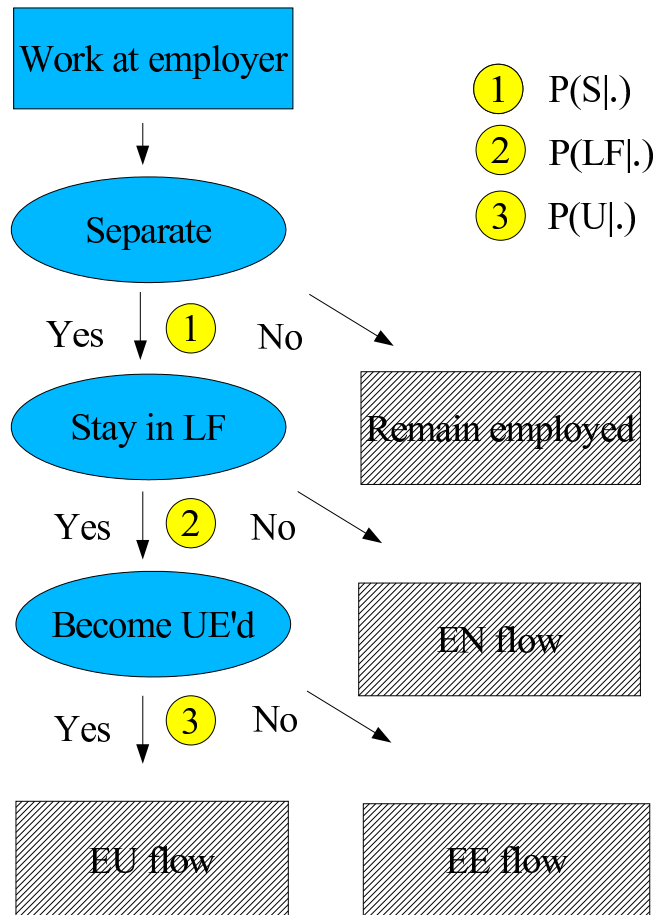 Work at employer
1 P(S|.)
2 P(LF|.)
3 P(U|.)
Separate
Yes 1 No
Stay in LF
Remain employed
Yes 2 No
Become UE'd
EN flow
Yes 3 No
EU flow
EE flow